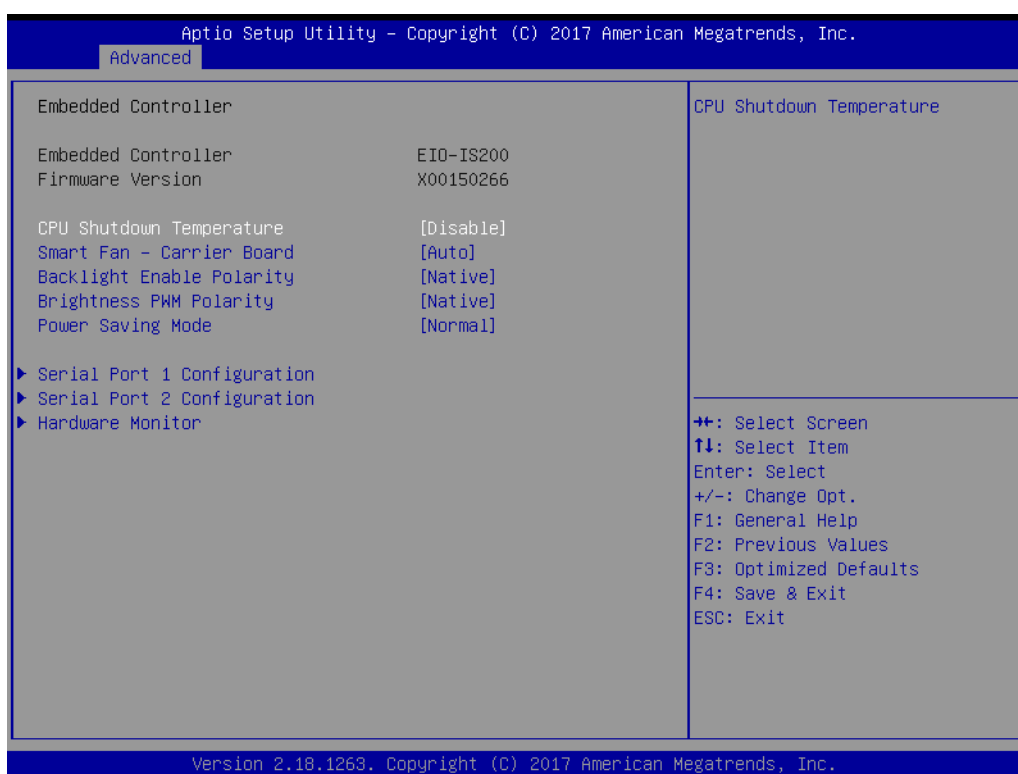 Aptio Setup Utility – Copyright (C) 2017 American Megatrends, Inc.
Advanced
Embedded Controller
Embedded Controller EIO-IS200
Firmware Version X00150266
CPU Shutdown Temperature [Disable]
Smart Fan – Carrier Board [Auto]
Backlight Enable Polarity [Native]
Brightness PWM Polarity [Native]
Power Saving Mode [Normal]
Serial Port 1 Configuration
Serial Port 2 Configuration
Hardware Monitor
CPU Shutdown Temperature
→←: Select Screen
↑↓: Select Item
Enter: Select
+/-: Change Opt.
F1: General Help
F2: Previous Values
F3: Optimized Defaults
F4: Save & Exit
ESC: Exit
Version 2.18.1263. Copyright (C) 2017 American Megatrends, Inc.